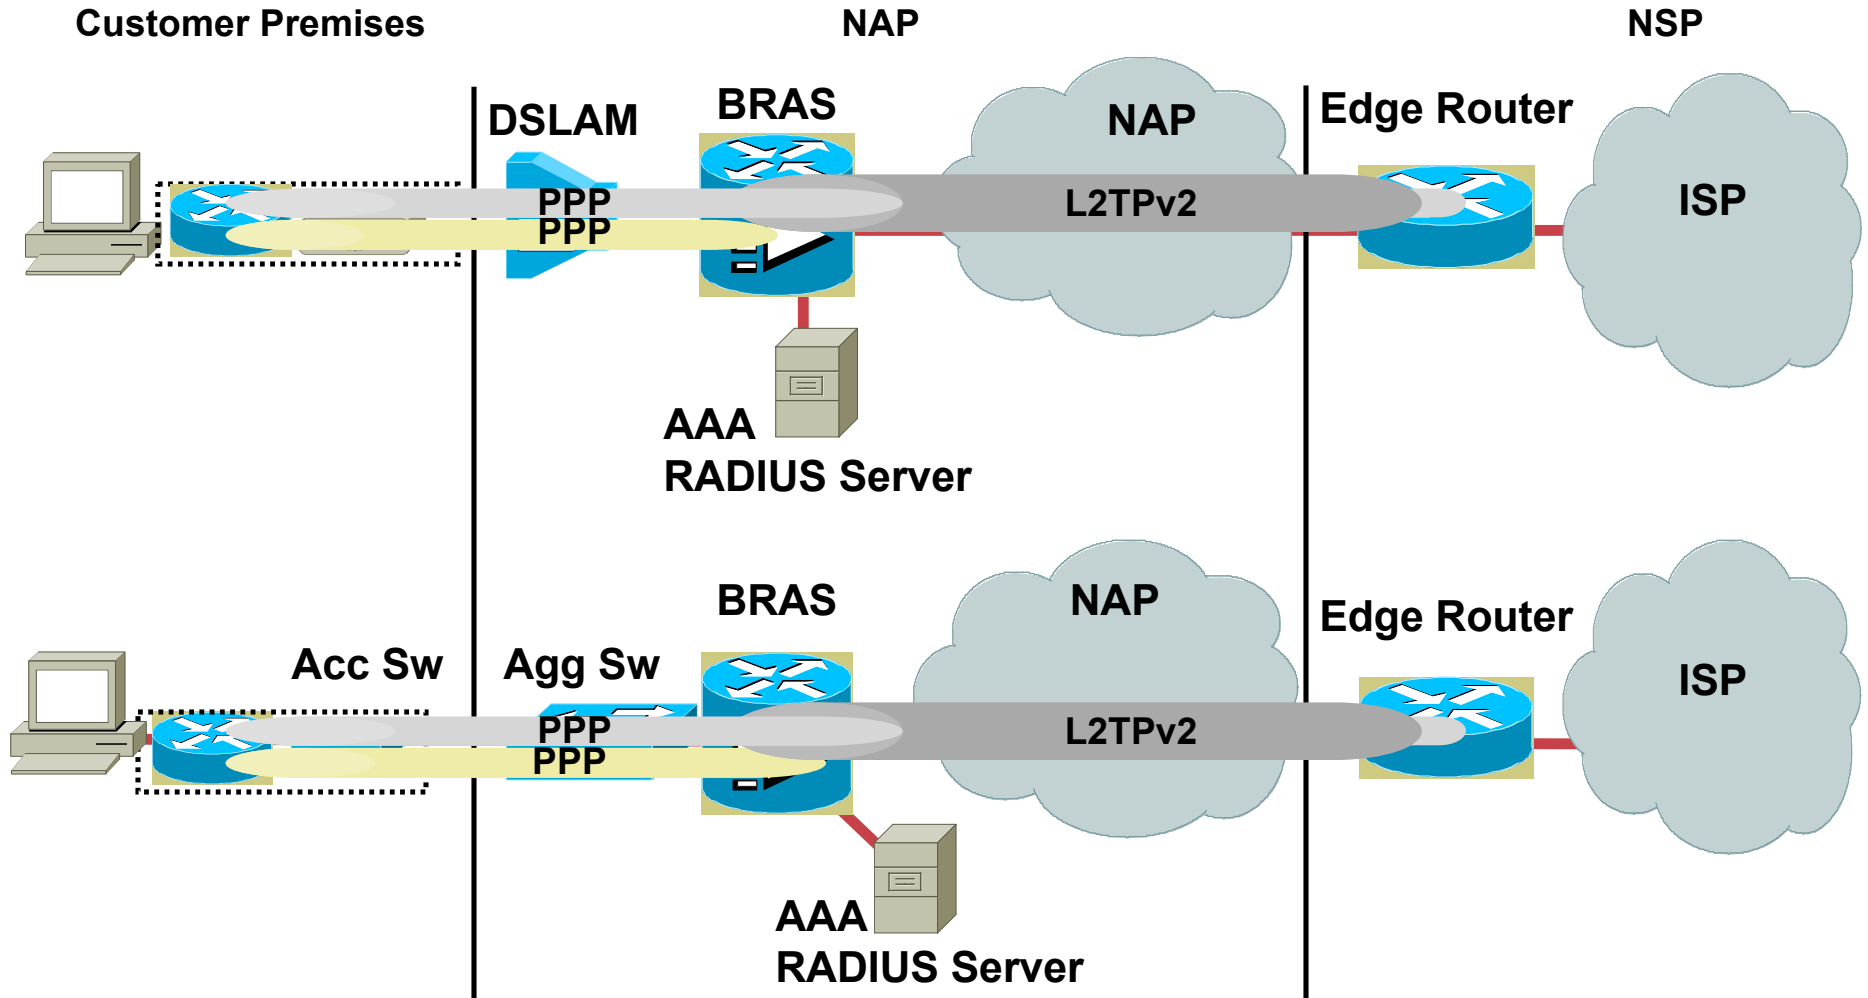 Customer Premises
NAP
NSP
DSLAM
BRAS
NAP
Edge Router
ISP
PPP
PPP
L2TPv2
AAA
RADIUS Server
BRAS
NAP
Edge Router
ISP
Acc Sw
Agg Sw
PPP
PPP
L2TPv2
AAA
RADIUS Server